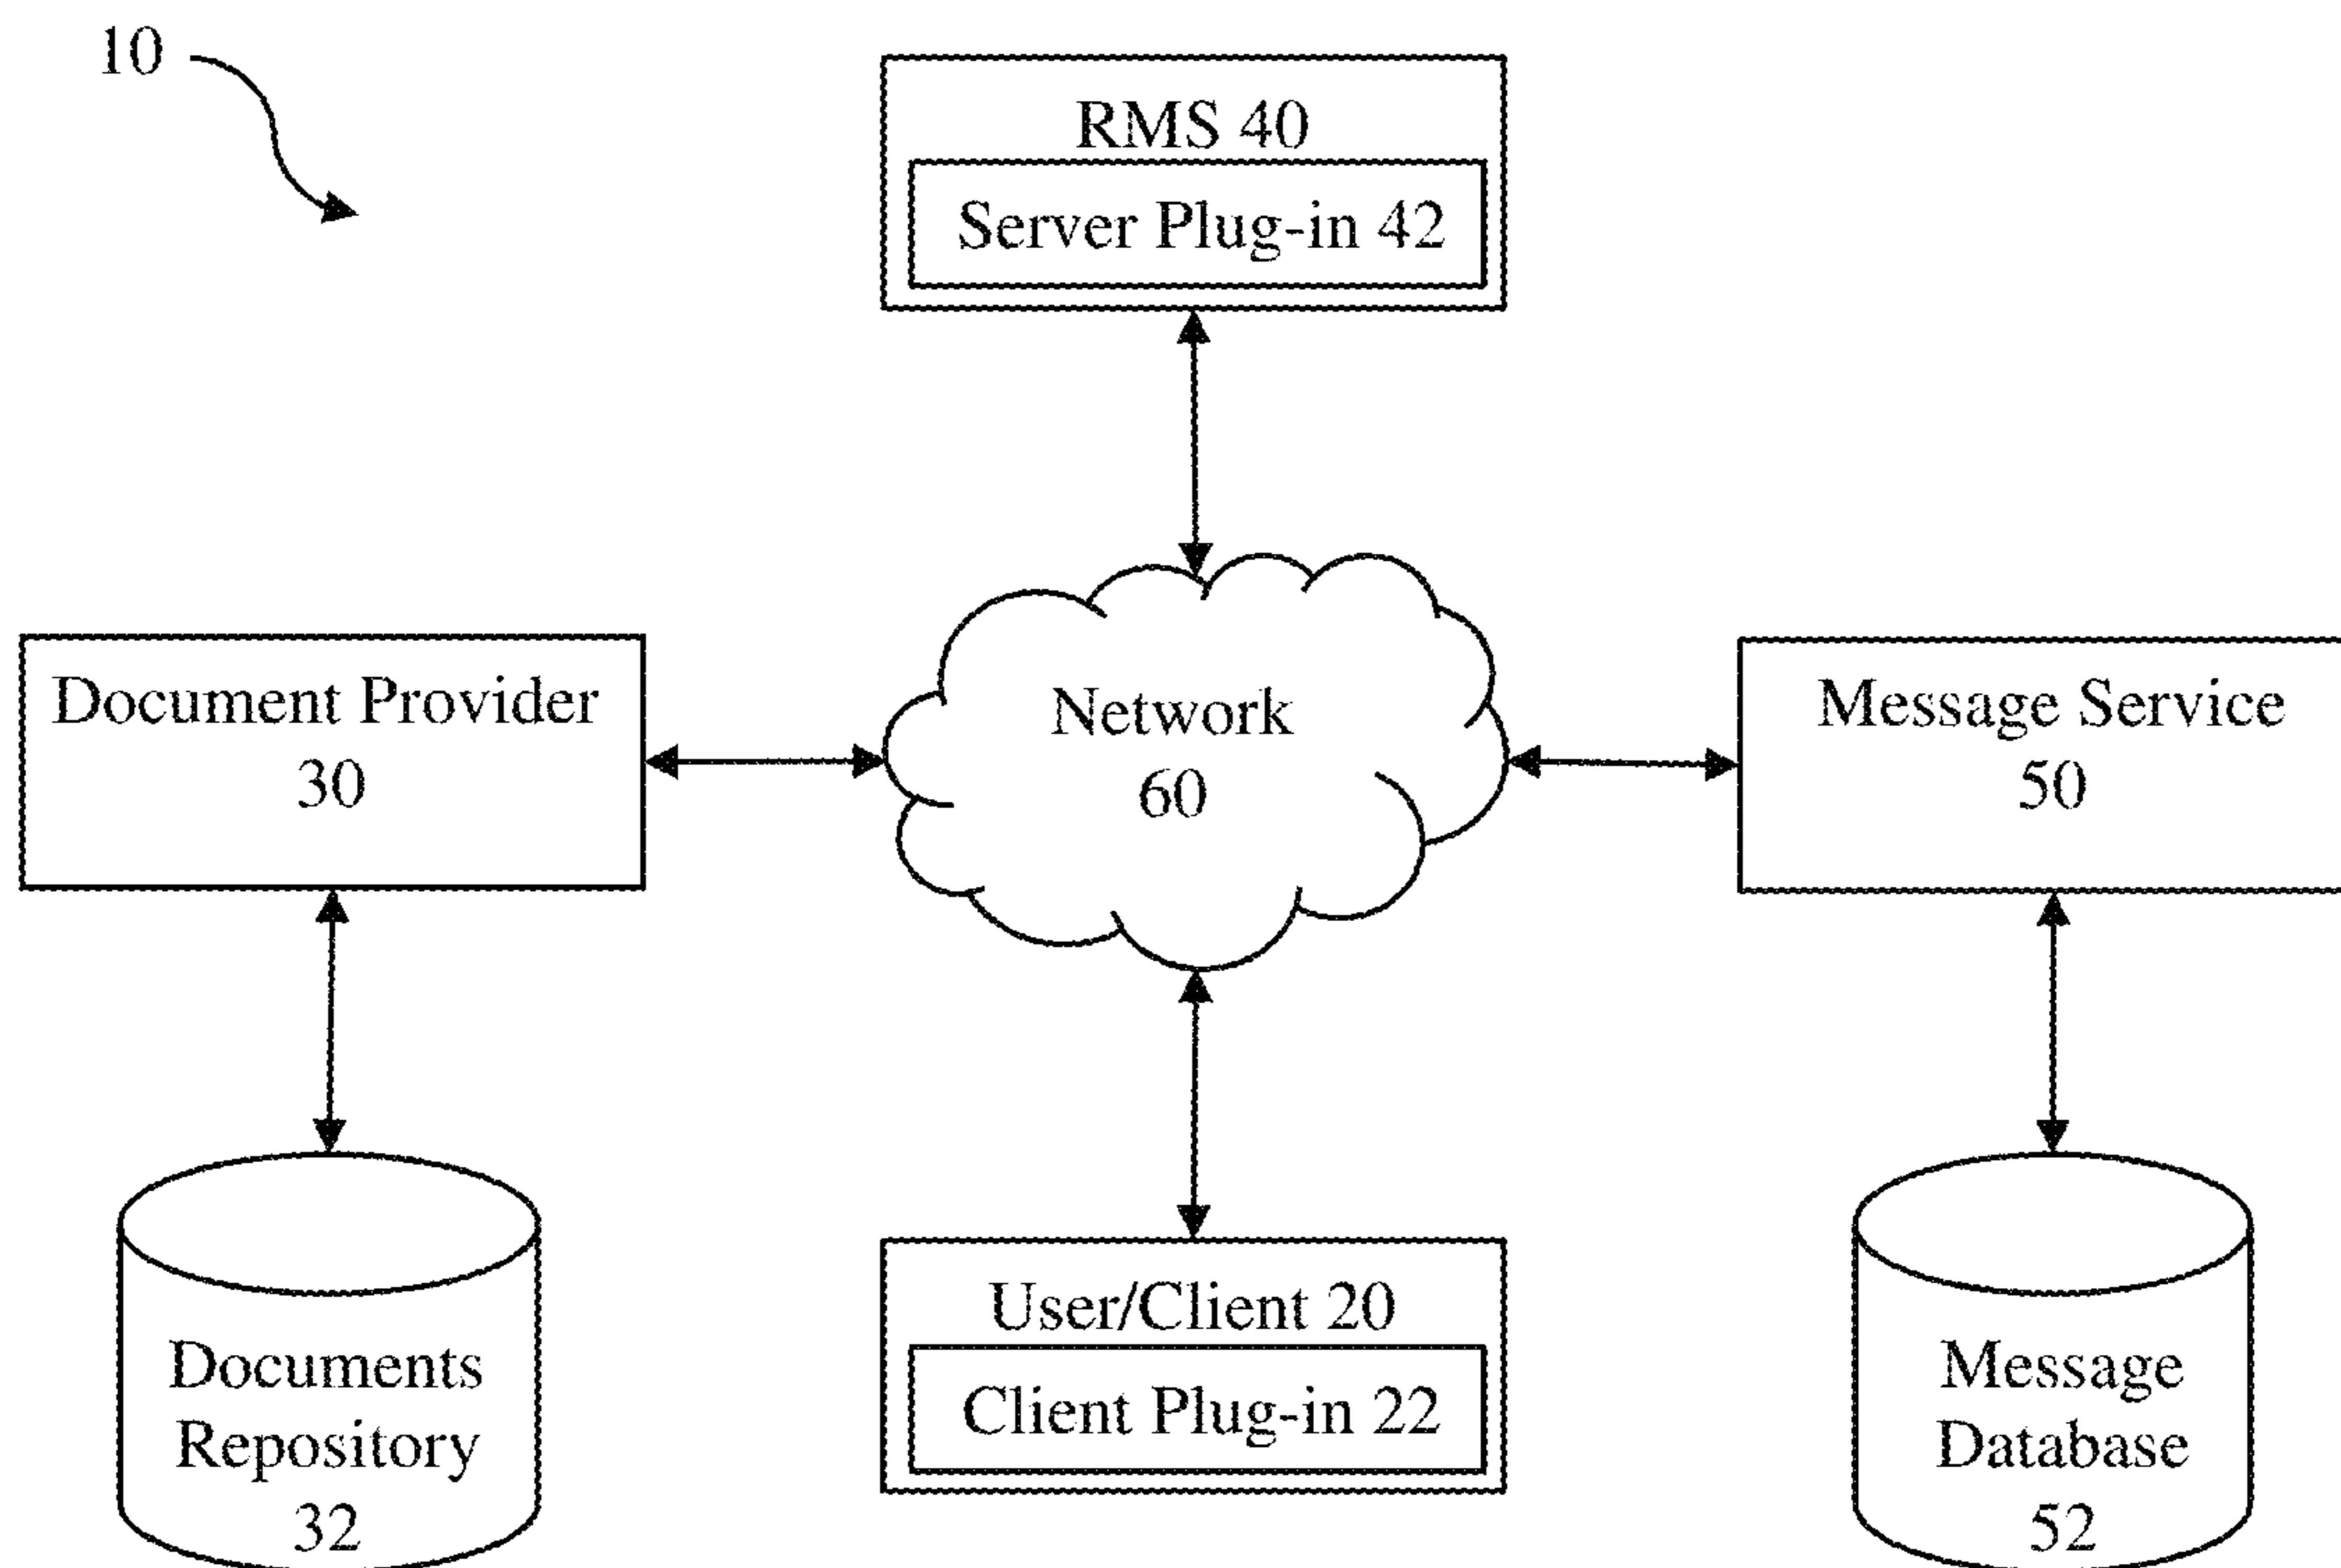 10
RMS 40
Server Plug-in 42
Document Provider
30
Network
60
Message Service
50
Documents
Repository
32
User/Client 20
Client Plug-in 22
Message
Database
52